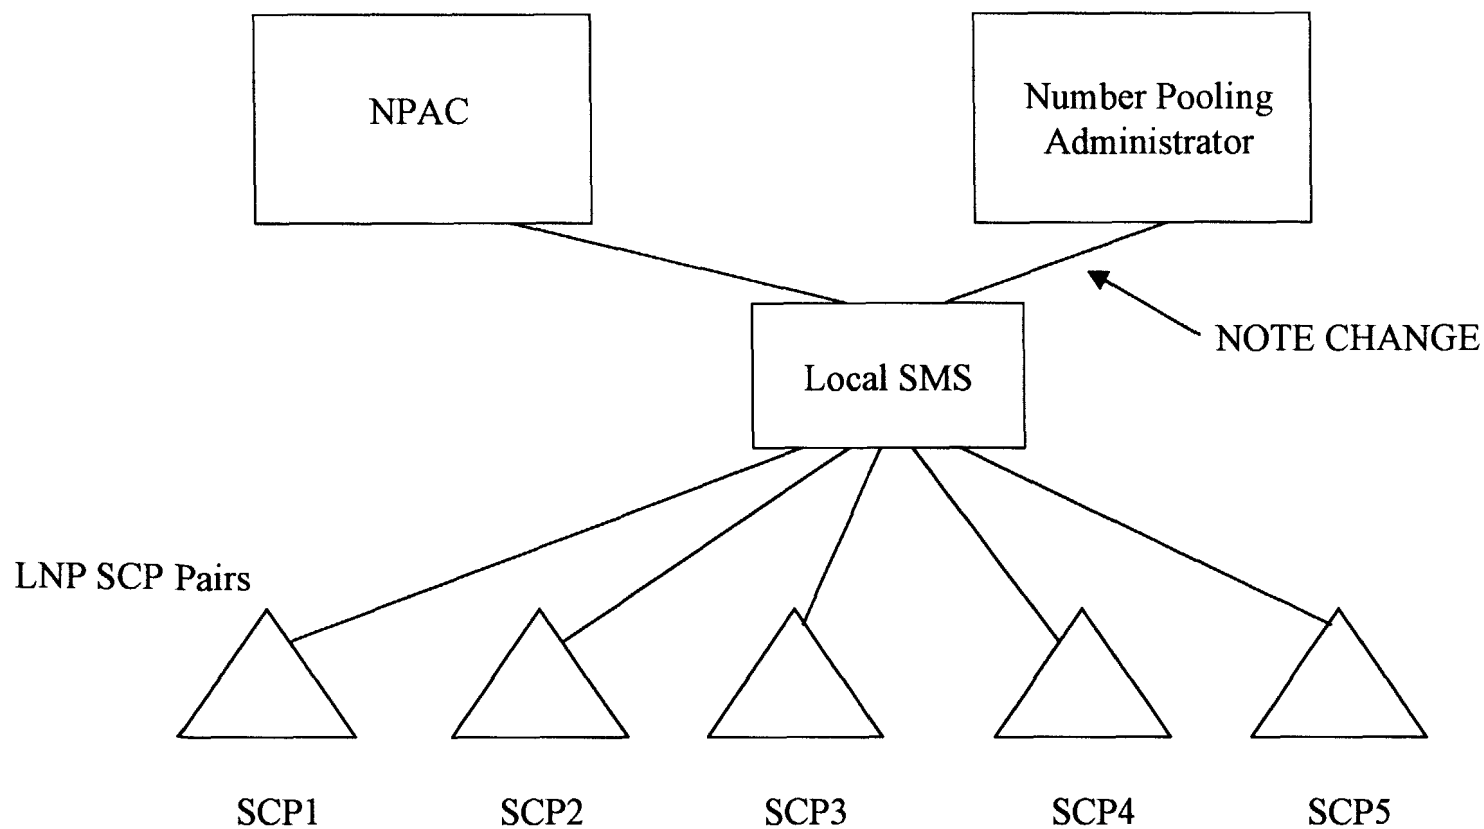 NPAC
Number Pooling
Administrator
NOTE CHANGE
Local SMS
LNP SCP Pairs
SCP1
SCP2
SCP3
SCP4
SCP5